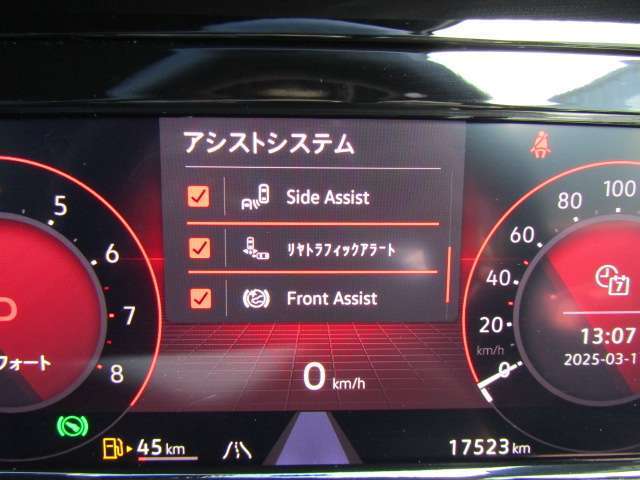 アシストシステム
Side Assist
ﾘﾔﾄﾗﾌｨｯｸｱﾗｰﾄ
Front Assist
5
6
7
8
フォート
0 km/h
100
80
60
40
20
km/h
0
7
13:07
2025-03-1
45 km
17523 km